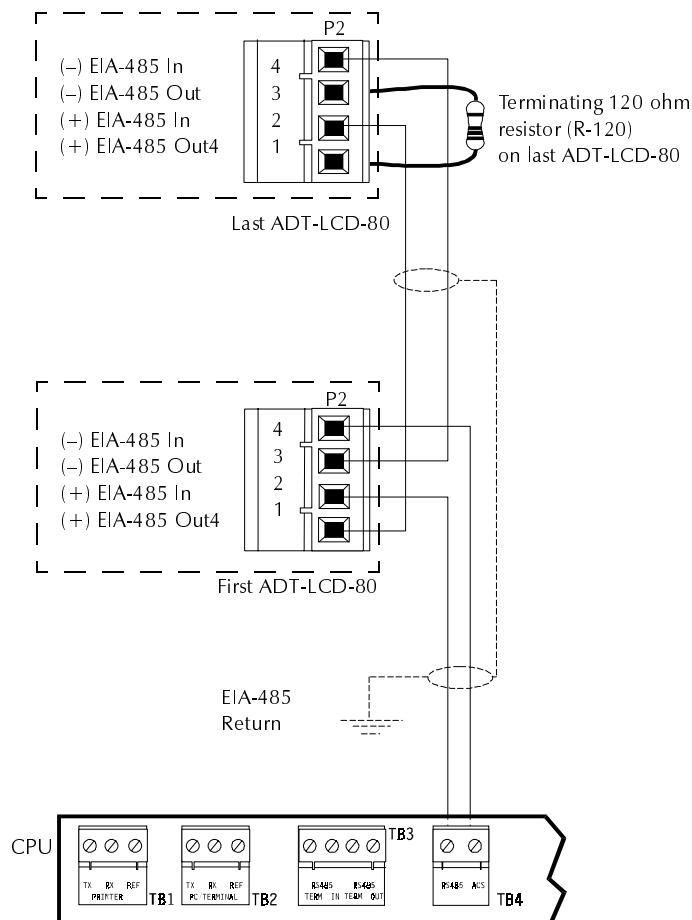 P2
(–) EIA-485 In
(–) EIA-485 Out
(+) EIA-485 In
(+) EIA-485 Out4
4
3
2
1
Terminating 120 ohm
resistor (R-120)
on last ADT-LCD-80
Last ADT-LCD-80
P2
(–) EIA-485 In
(–) EIA-485 Out
(+) EIA-485 In
(+) EIA-485 Out4
4
3
2
1
First ADT-LCD-80
EIA-485
Return
CPU
TX RX REF
PRINTER
TB1
TX RX REF
PC/TERMINAL
TB2
TB3
RS485 RS485
TERM IN TERM OUT
RS485 ACS
TB4